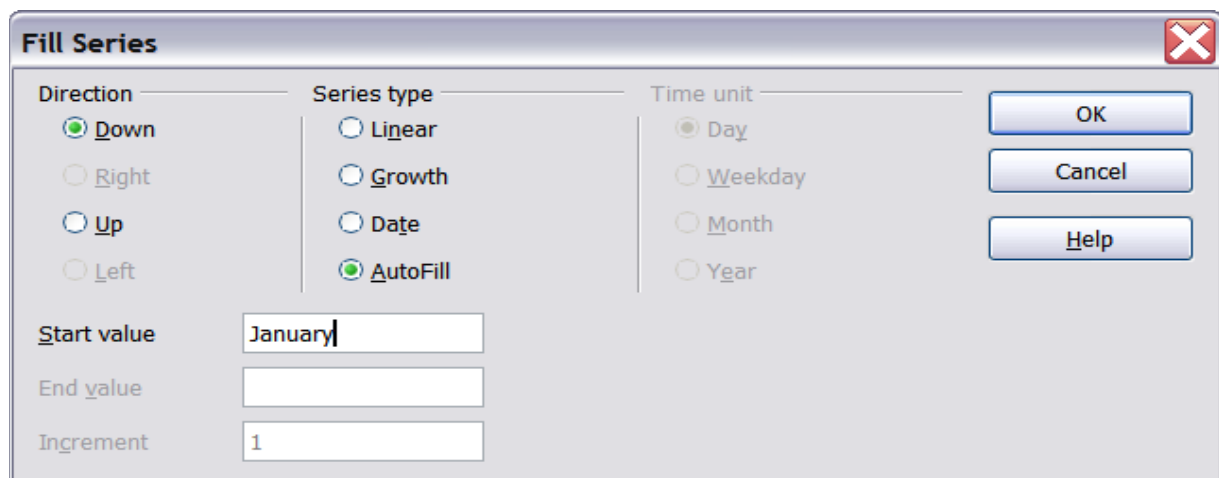 Fill Series
Direction Series type Time unit
Down Linear Day OK
Right Growth Weekday Cancel
Up Date Month Help
Left AutoFill Year
Start value January
End value
Increment 1